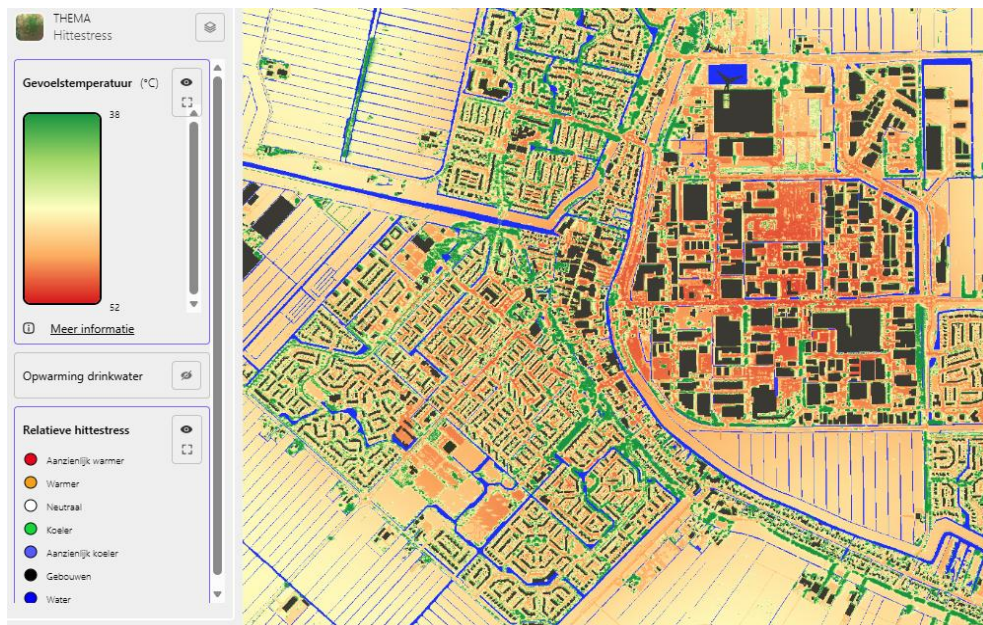 THEMA
Hittestress
Gevoelstemperatuur (°C)
38
52
Meer informatie
Opwarming drinkwater
Relatieve hittestress
Aanzienlijk warmer
Warmer
Neutraal
Koeler
Aanzienlijk koeler
Gebouwen
Water